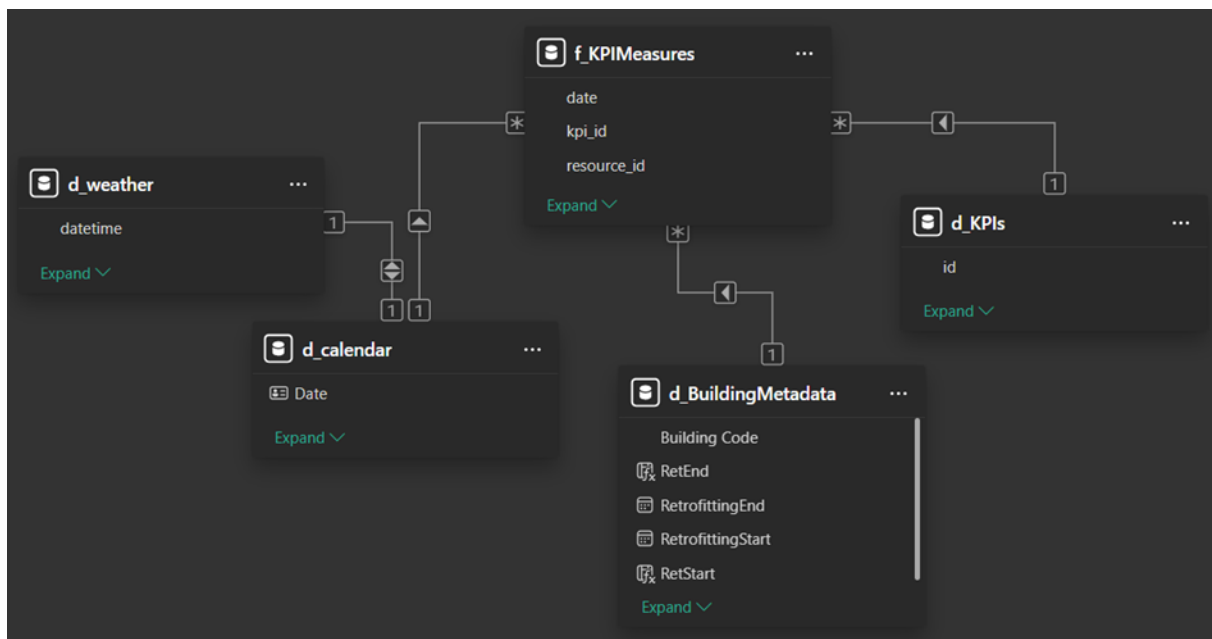 f_KPIMeasures
...
date
kpi_id
resource_id
Expand
*
*
*
d_weather
...
datetime
Expand
1
1
1
d_calendar
...
Date
Expand
d_KPIs
...
id
Expand
1
1
d_BuildingMetadata
...
Building Code
RetEnd
RetrofittingEnd
RetrofittingStart
RetStart
Expand